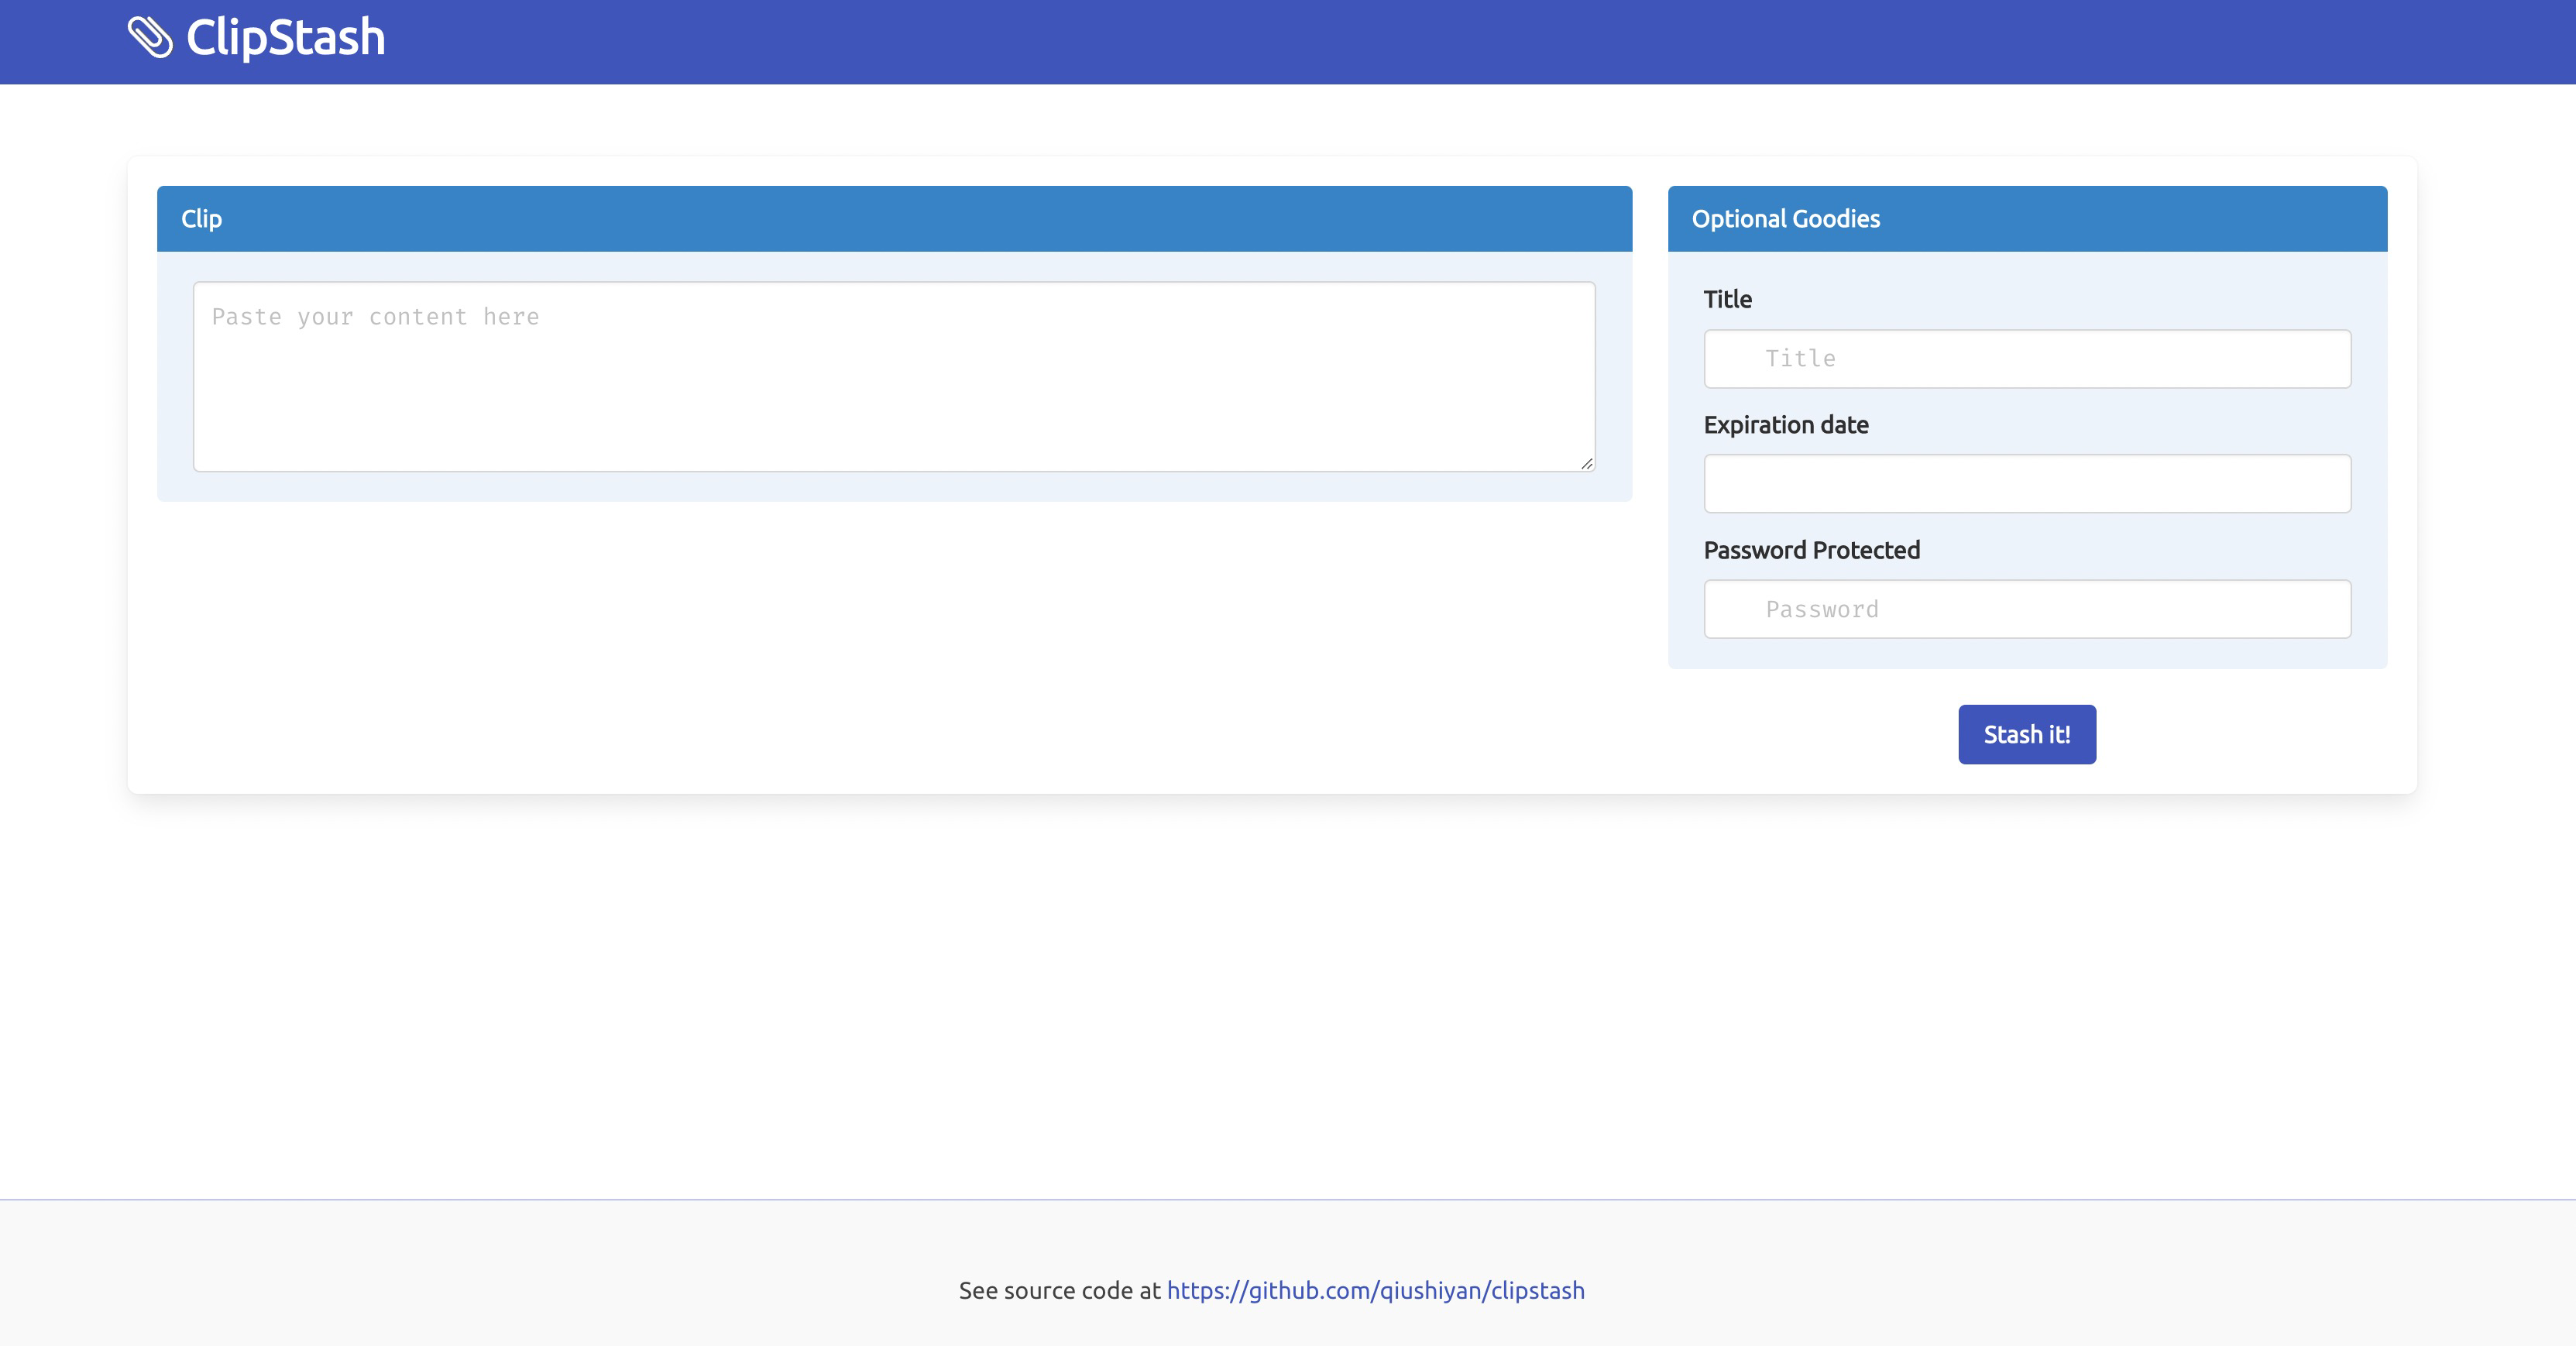 ClipStash
Clip
Paste your content here
Optional Goodies
Title
Title
Expiration date
Password Protected
Password
Stash it!
See source code at https://github.com/qiushiyan/clipstash